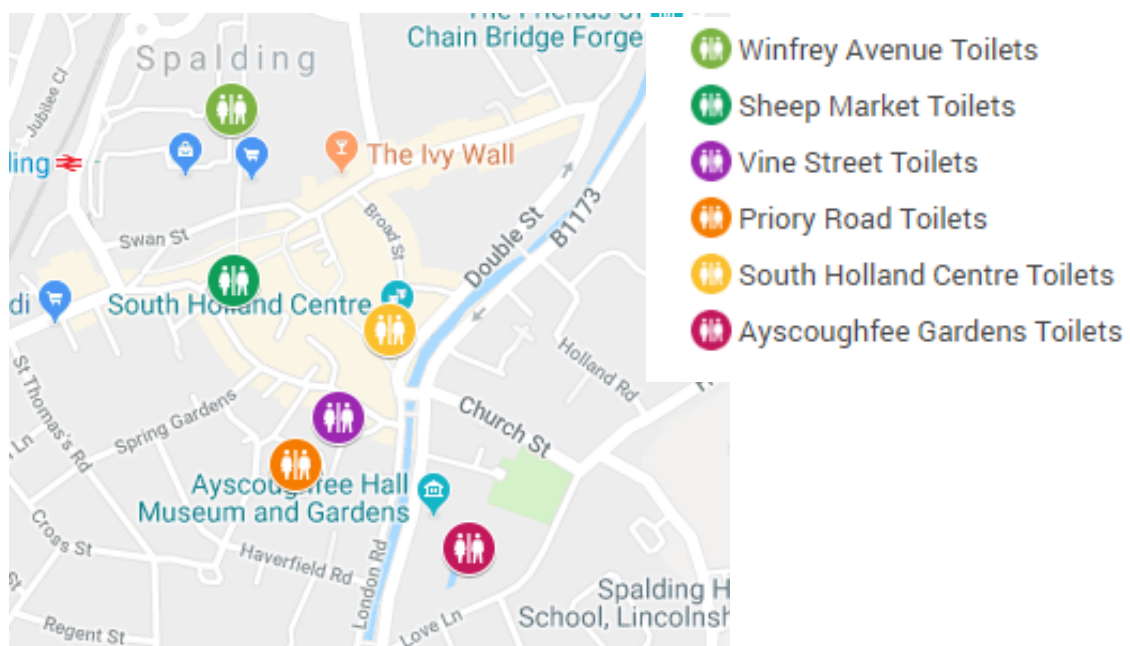 The Friends of
Chain Bridge Forge
Spalding
Jubilee Cl
ling
The Ivy Wall
Broad St
Swan St
Double St
B1173
di
South Holland Centre
Holland Rd
St Thomas's Rd
Spring Gardens
Church St
Ln
Ayscoughfee Hall
Museum and Gardens
Cross St
Haverfield Rd
London Rd
Spalding H
School, Lincolnsh
Love Ln
Regent St
St
Winfrey Avenue Toilets
Sheep Market Toilets
Vine Street Toilets
Priory Road Toilets
South Holland Centre Toilets
Ayscoughfee Gardens Toilets